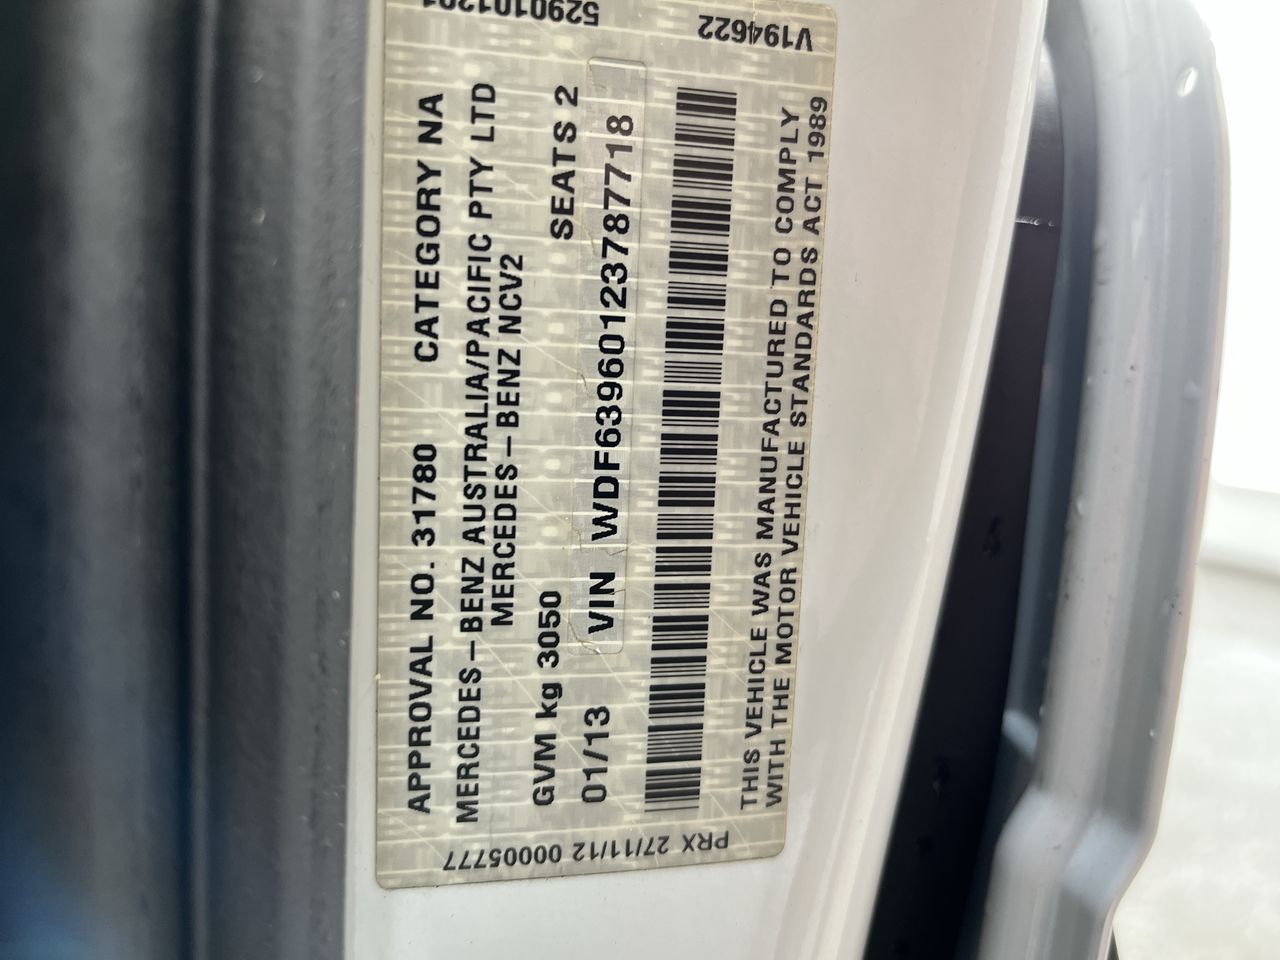 APPROVAL NO. 31780 CATEGORY NA
MERCEDES-BENZ AUSTRALIA/PACIFIC PTY LTD
MERCEDES-BENZ NCV2
GVM kg 3050 SEATS 2
01/13 VIN WDF63960123787718
THIS VEHICLE WAS MANUFACTURED TO COMPLY
WITH THE MOTOR VEHICLE STANDARDS ACT 1989
PRX 27/11/12 00005777
V194622
5290101201